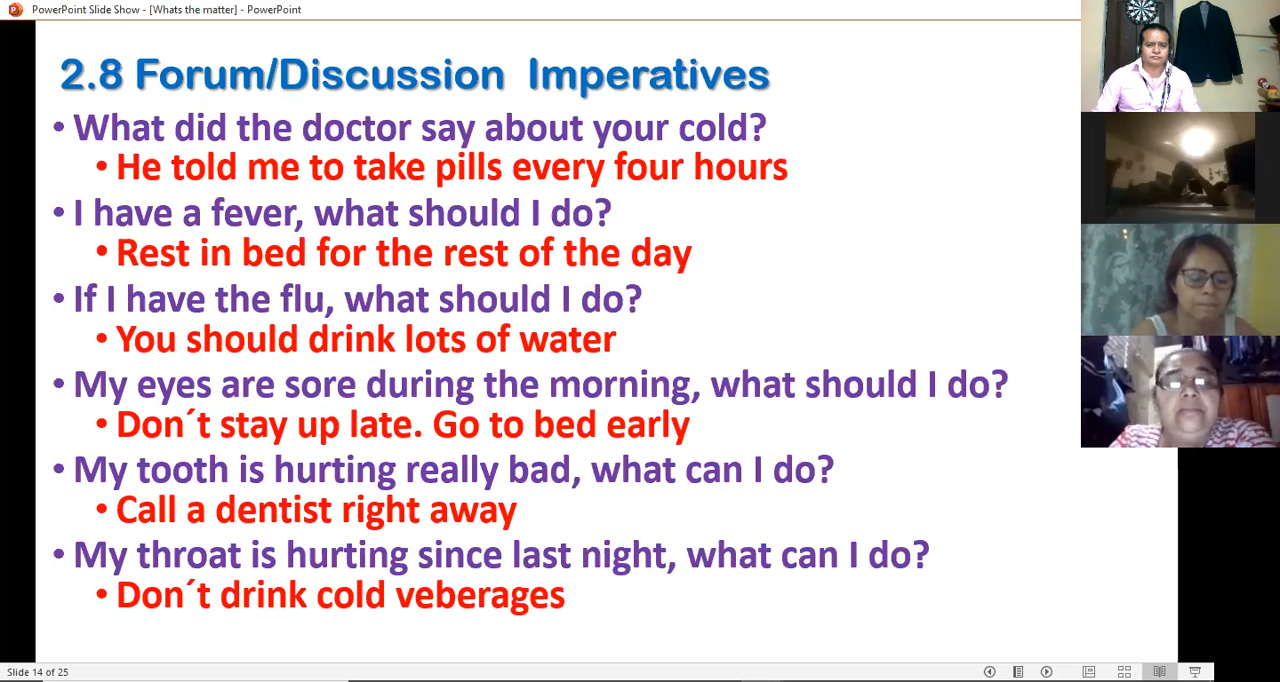 PowerPoint Slide Show - [Whats the matter] - PowerPoint
2.8 Forum/Discussion Imperatives
• What did the doctor say about your cold?
• He told me to take pills every four hours
• I have a fever, what should I do?
• Rest in bed for the rest of the day
• If I have the flu, what should I do?
• You should drink lots of water
• My eyes are sore during the morning, what should I do?
• Don´t stay up late. Go to bed early
• My tooth is hurting really bad, what can I do?
• Call a dentist right away
• My throat is hurting since last night, what can I do?
• Don´t drink cold veberages
Slide 14 of 25